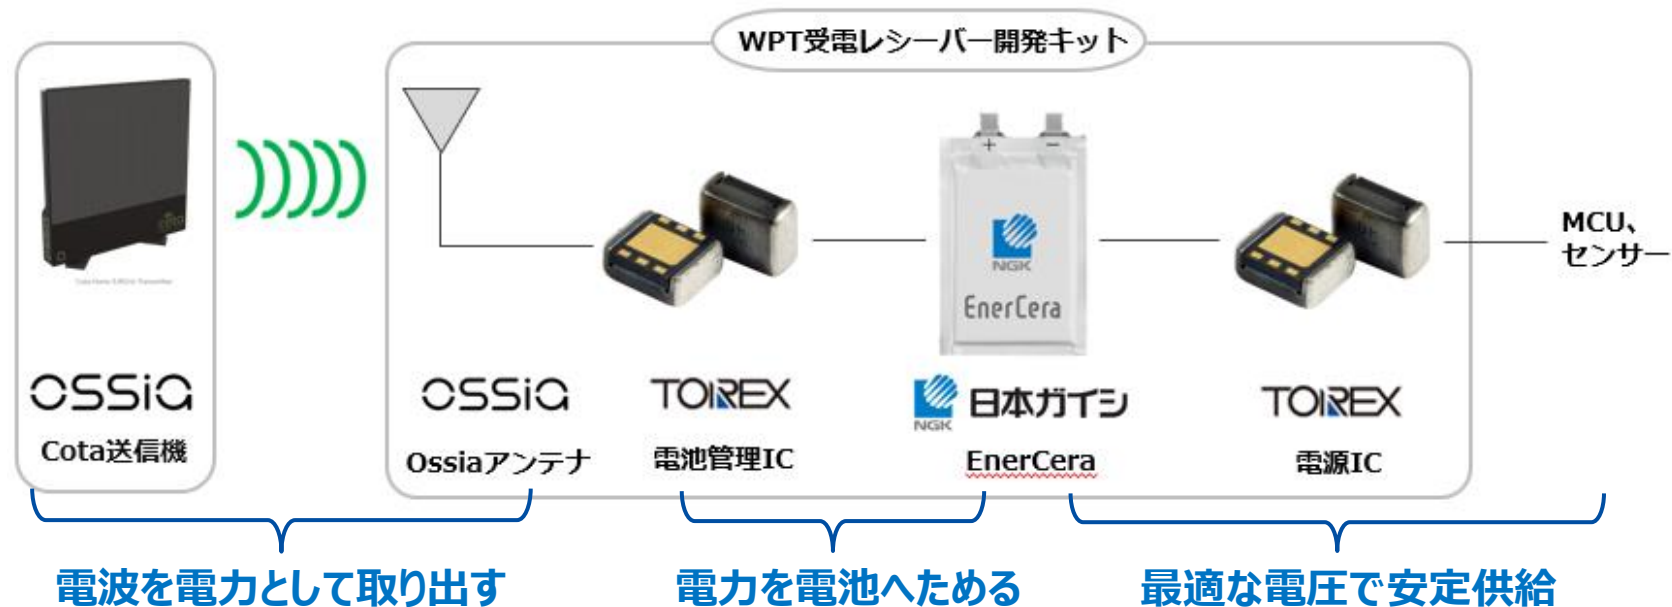 WPT受電レシーバー開発キット
+ −
NGK
EnerCera
MCU、
センサー
OSSIA
Cota送信機
OSSIA
Ossiaアンテナ
TOIREX
電池管理IC
NGK
日本ガイシ
EnerCera
TOIREX
電源IC
電波を電力として取り出す
電力を電池へためる
最適な電圧で安定供給